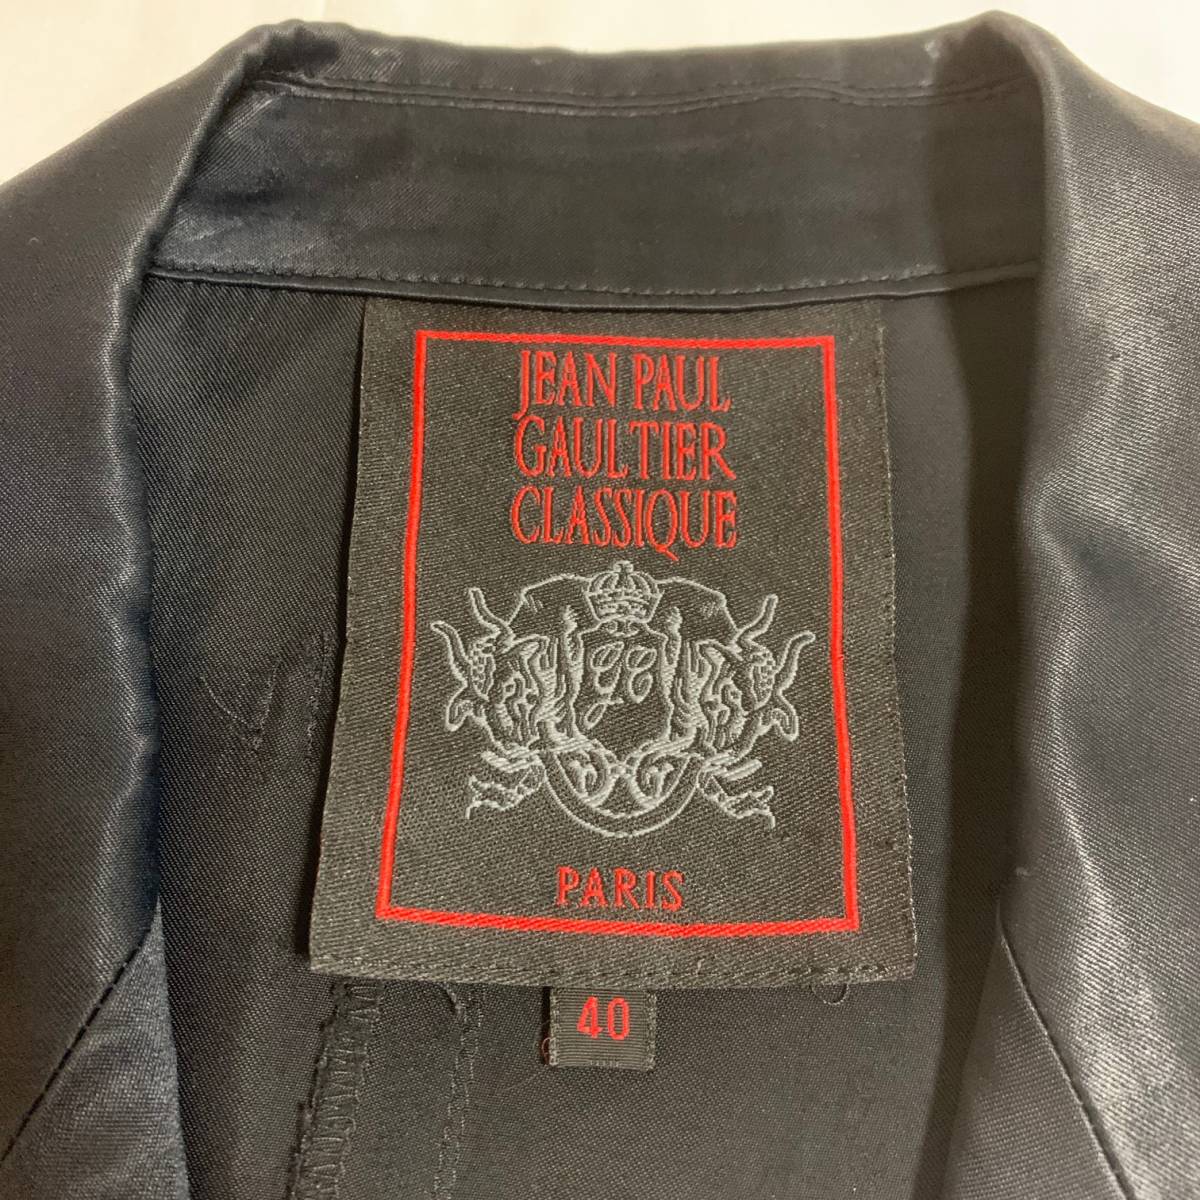 JEAN PAUL
GAULTIER
CLASSIQUE
PARIS
40